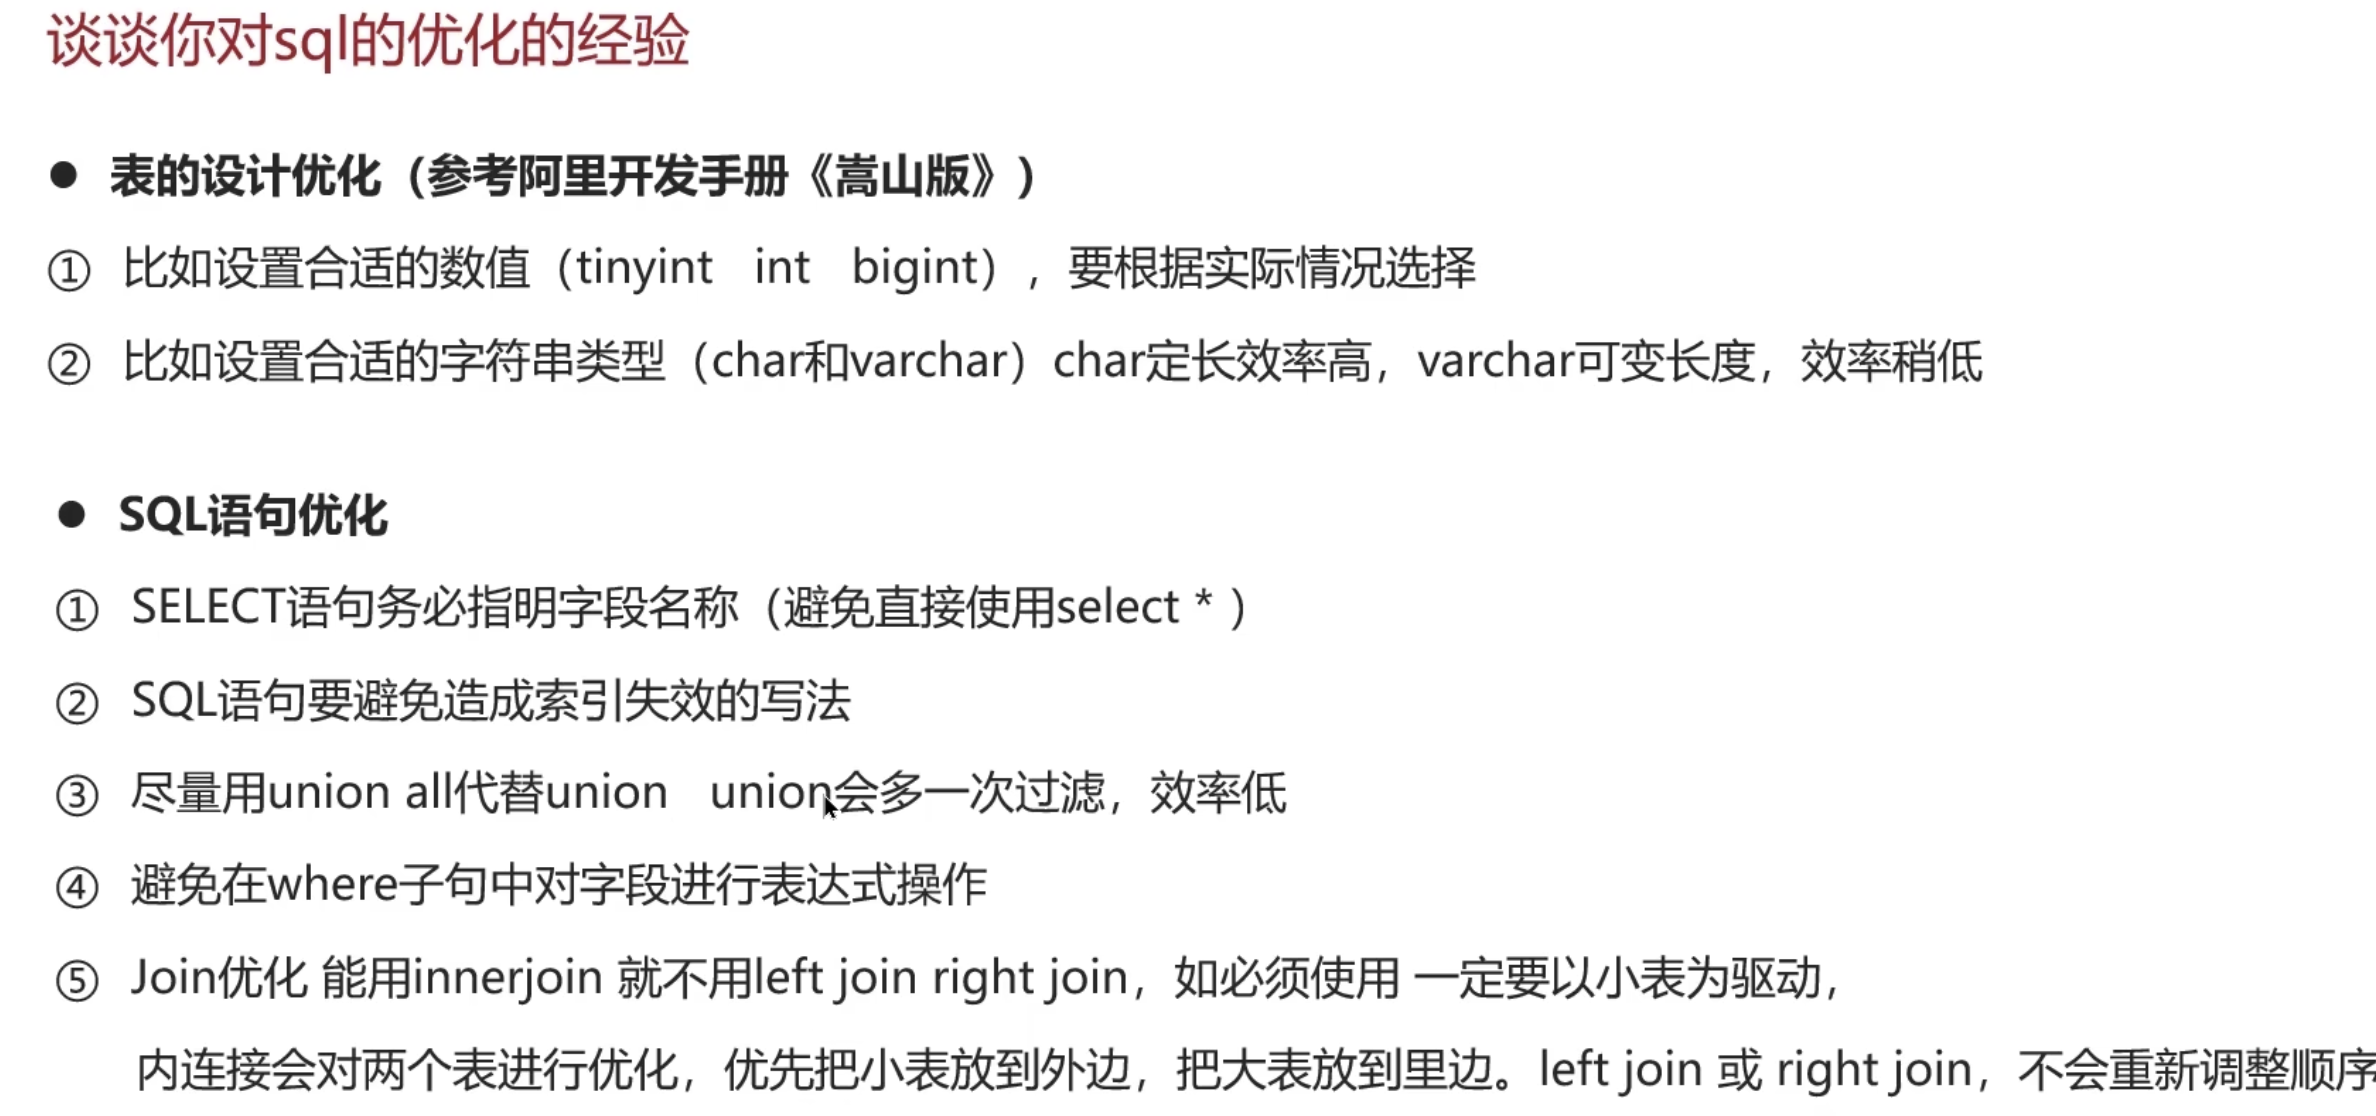 谈谈你对sql的优化的经验
● 表的设计优化（参考阿里开发手册《嵩山版》）
① 比如设置合适的数值（tinyint int bigint），要根据实际情况选择
② 比如设置合适的字符串类型（char和varchar）char定长效率高，varchar可变长度，效率稍低
● SQL语句优化
① SELECT语句务必指明字段名称（避免直接使用select * ）
② SQL语句要避免造成索引失效的写法
③ 尽量用union all代替union union会多一次过滤，效率低
④ 避免在where子句中对字段进行表达式操作
⑤ Join优化 能用innerjoin 就不用left join right join，如必须使用 一定要以小表为驱动，
内连接会对两个表进行优化，优先把小表放到外边，把大表放到里边。left join 或 right join，不会重新调整顺序